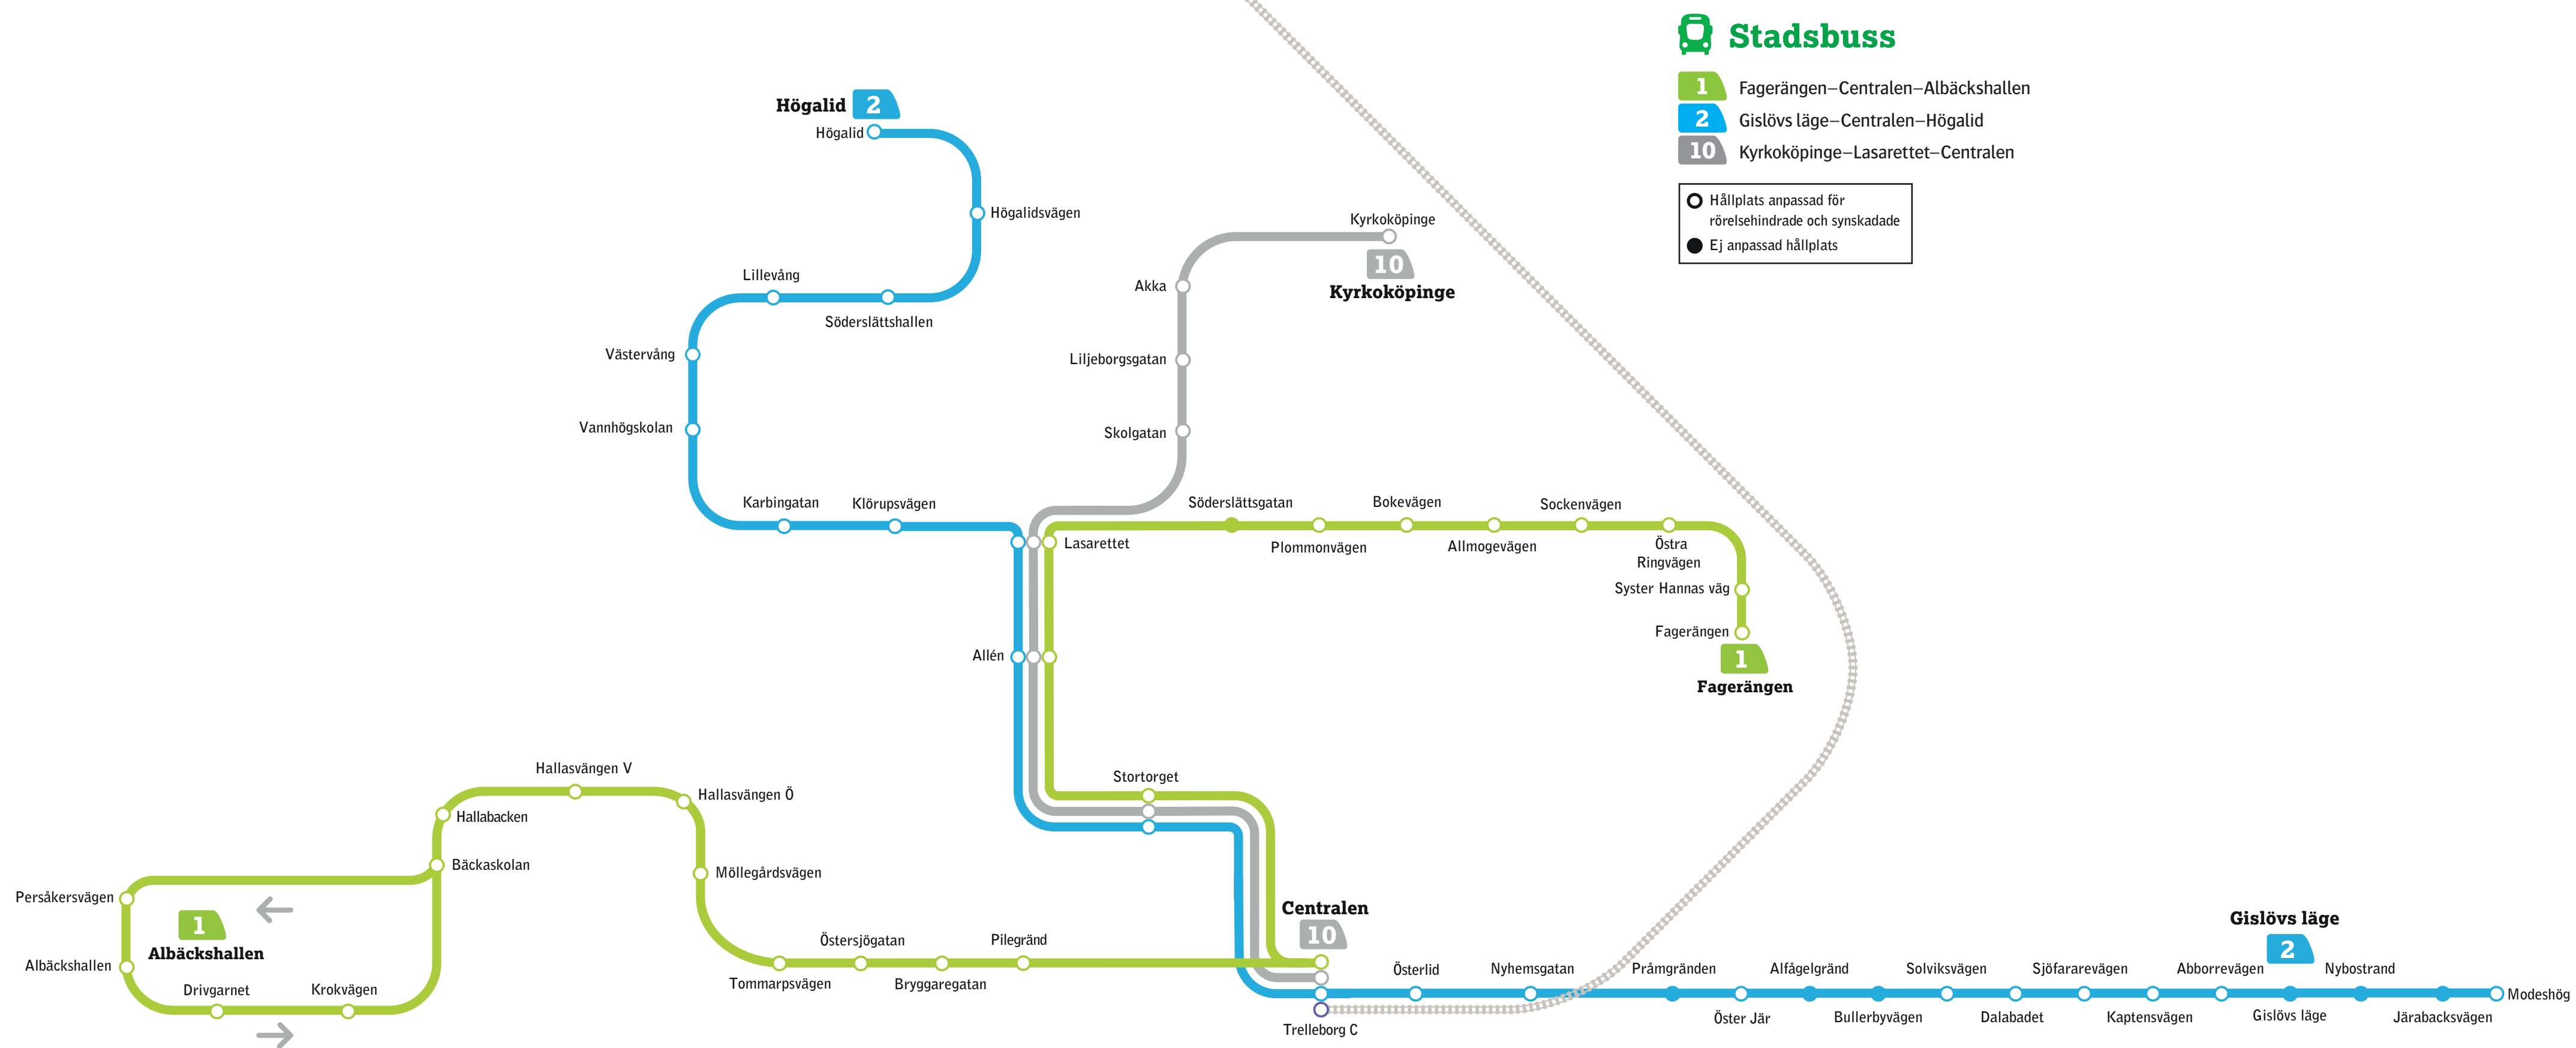 Stadsbuss
1 Fagerängen–Centralen–Albäckshallen
2 Gislövs läge–Centralen–Högalid
10 Kyrkoköpinge–Lasarettet–Centralen
Hållplats anpassad för
rörelsehindrade och synskadade
Ej anpassad hållplats
Högalid 2
Högalid
Högalidsvägen
Lillevång
Söderslättshallen
Västervång
Vannhögskolan
Karbingatan
Klörupsvägen
Kyrkoköpinge
10
Kyrkoköpinge
Akka
Liljeborgsgatan
Skolgatan
Lasarettet
Allén
Stortorget
Söderslättsgatan
Plommonvägen
Bokevägen
Allmogevägen
Sockenvägen
Östra
Ringvägen
Syster Hannas väg
Fagerängen
1
Fagerängen
Hallasvängen V
Hallasvängen Ö
Hallabacken
Bäckaskolan
Möllegårdsvägen
Persåkersvägen
1
Albäckshallen
Albäckshallen
Drivgarnet
Krokvägen
Tommarpsvägen
Östersjögatan
Bryggaregatan
Pilegränd
Centralen
10
Trelleborg C
Österlid
Nyhemsgatan
Pråmgränden
Öster Jär
Alfågelgränd
Bullerbyvägen
Solviksvägen
Dalabadet
Sjöfararevägen
Kaptensvägen
Abborrevägen
Gislövs läge
2
Gislövs läge
Nybostrand
Järabacksvägen
Modeshög